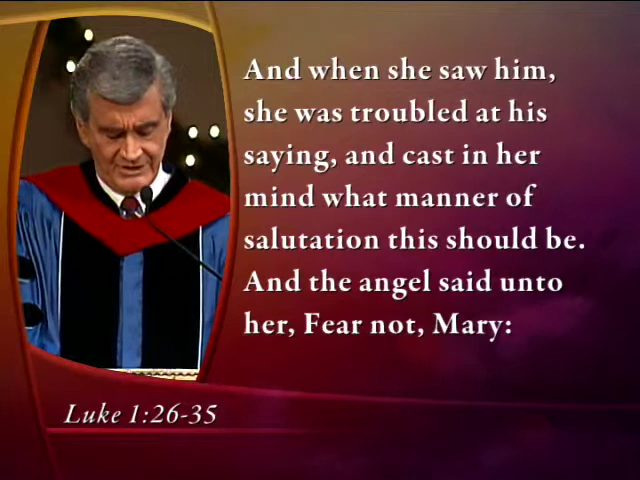 And when she saw him,
she was troubled at his
saying, and cast in her
mind what manner of
salutation this should be.
And the angel said unto
her, Fear not, Mary:
Luke 1:26-35